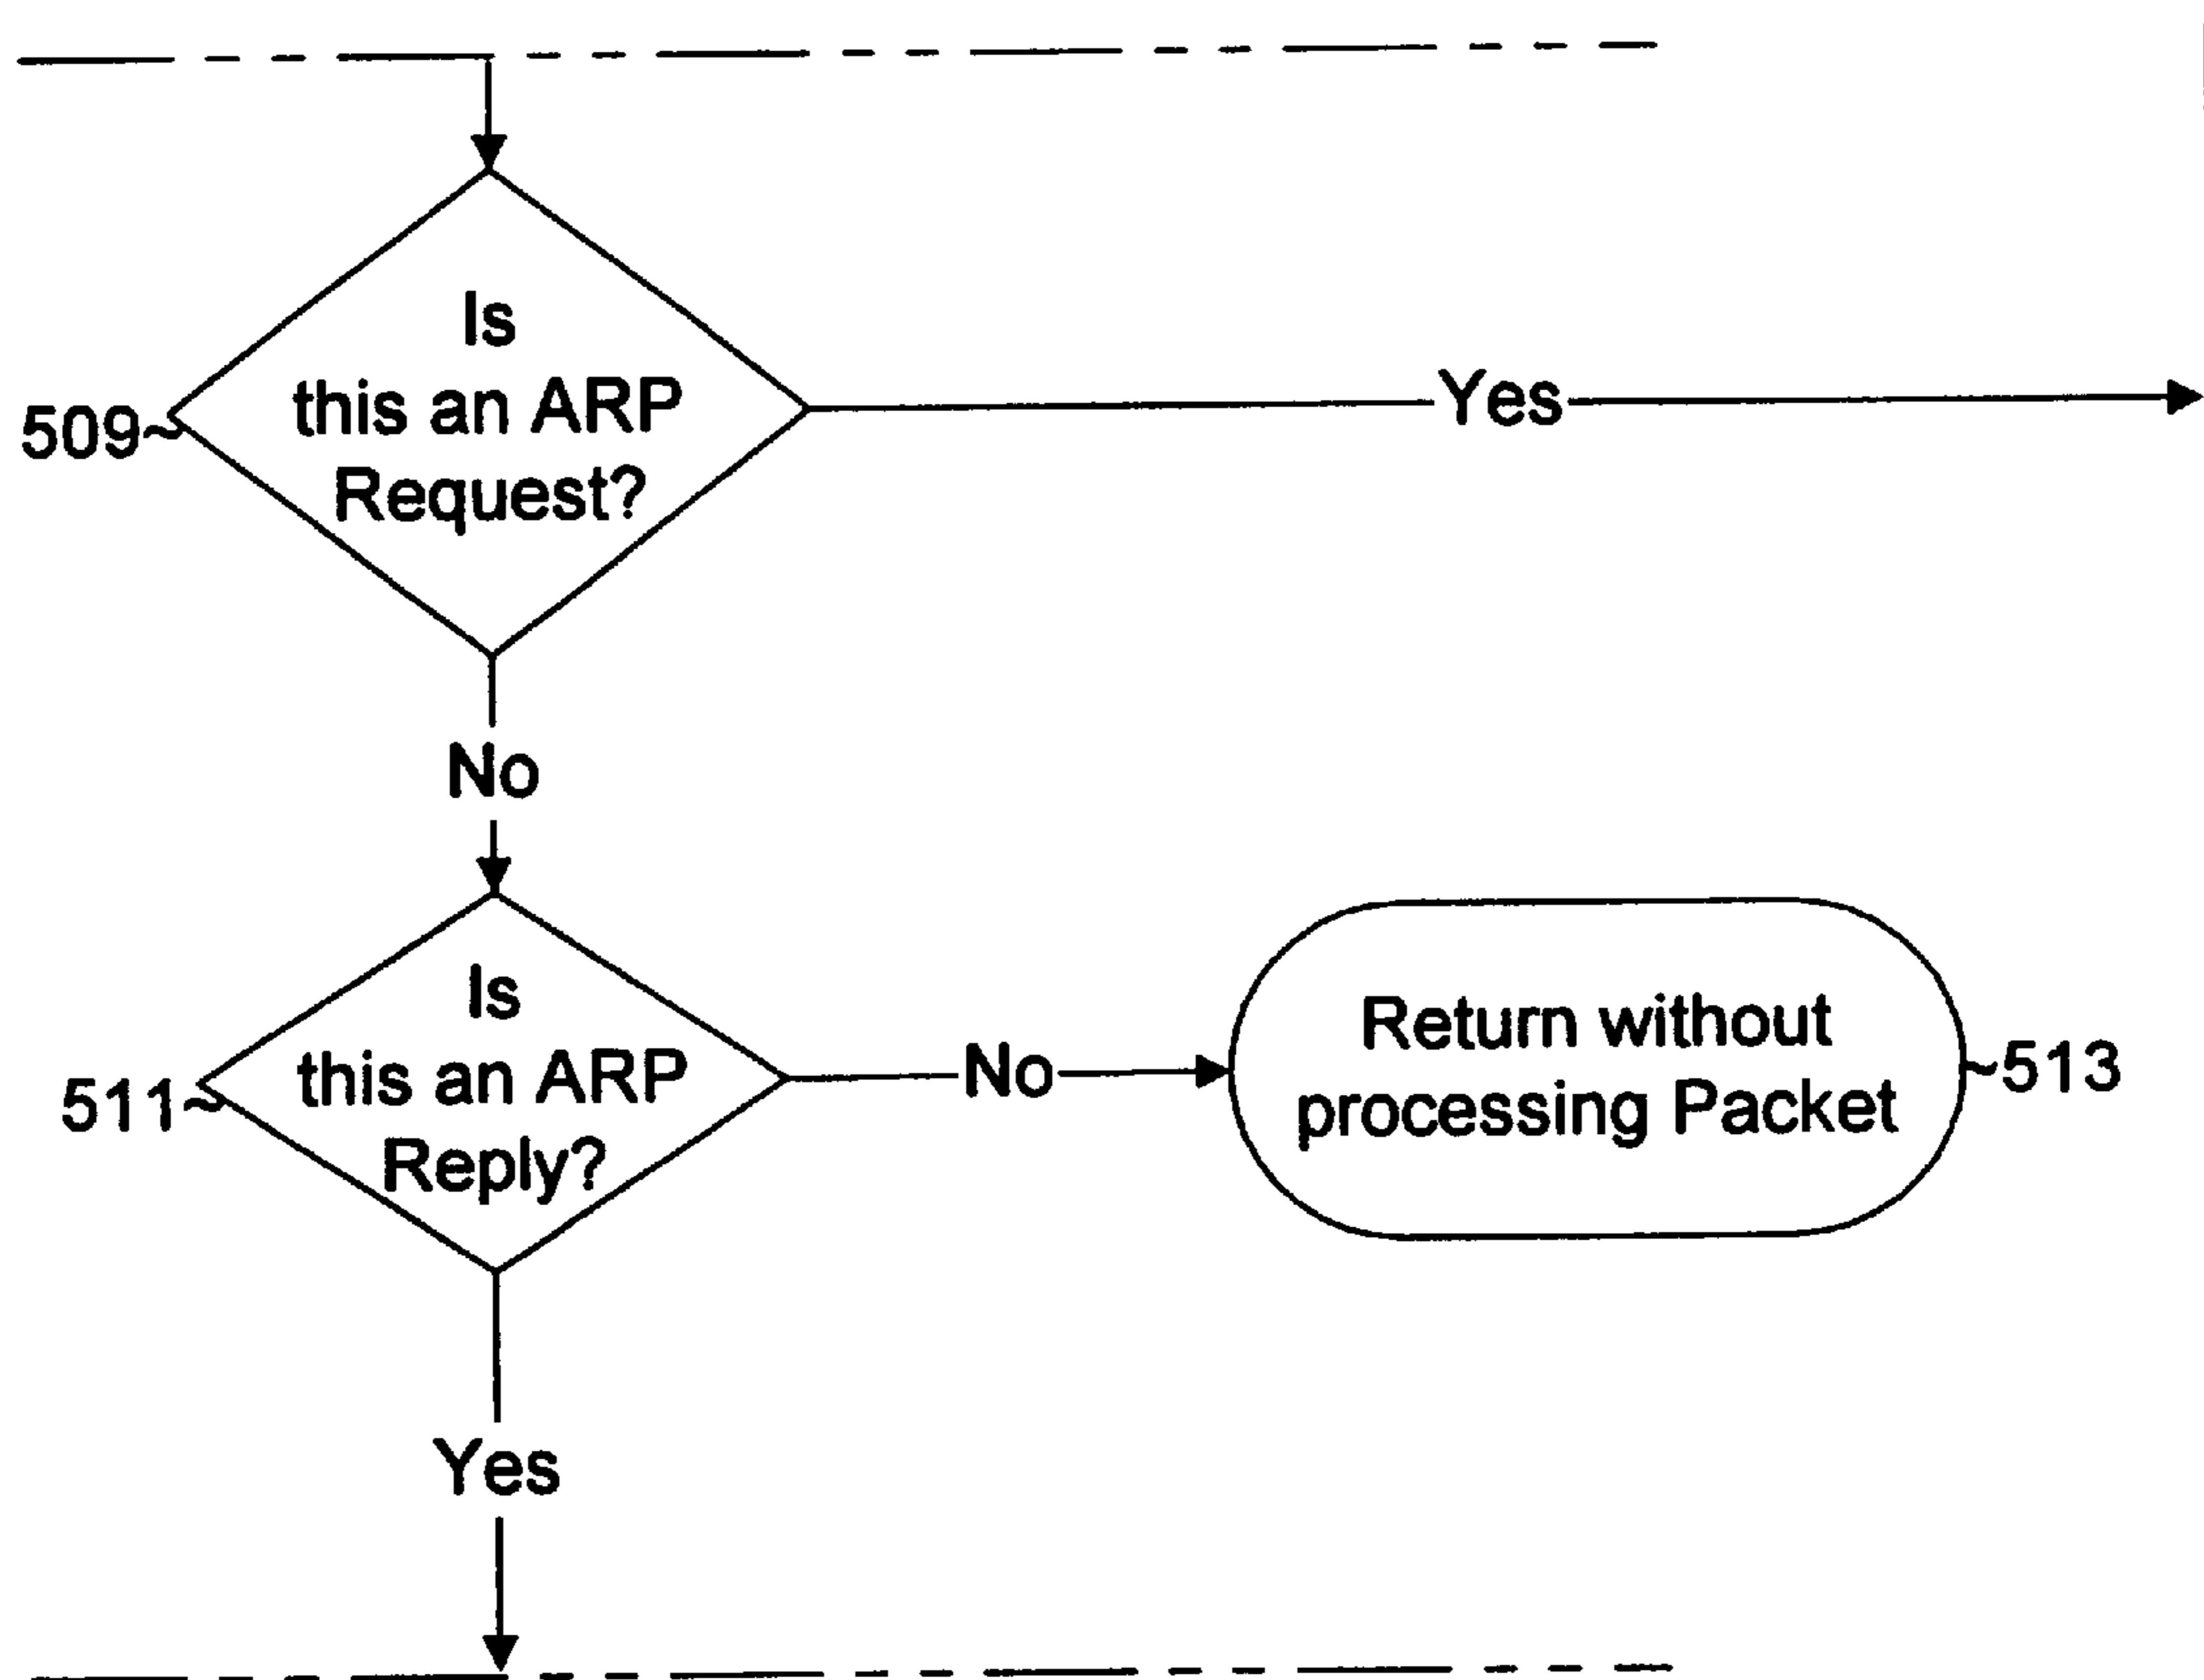 Is
this an ARP
Request?
509
Yes
No
Is
this an ARP
Reply?
511
No
Return without
processing Packet
513
Yes